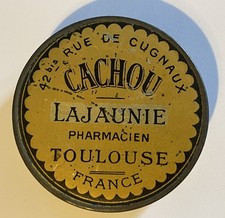 42 bis RUE DE CUGNAUX
CACHOU
LAJAUNIE
PHARMACIEN
TOULOUSE
FRANCE